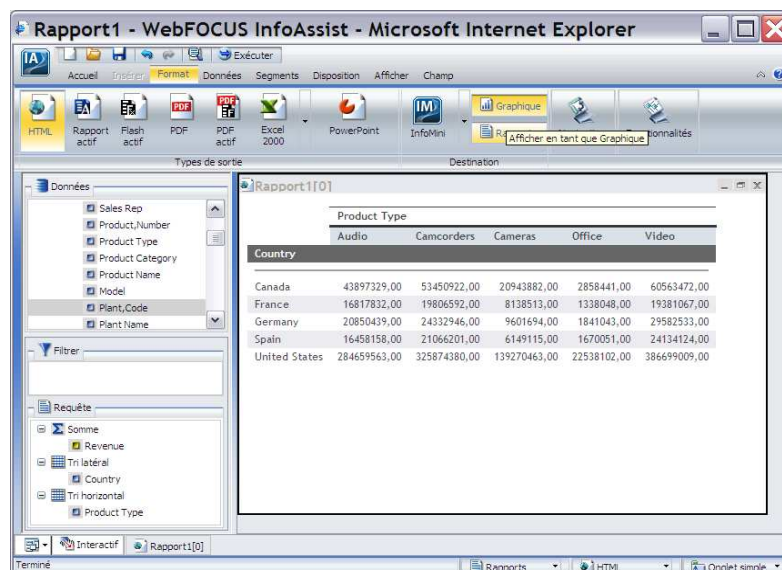 Rapport1 - WebFOCUS InfoAssist - Microsoft Internet Explorer
IA
Exécuter
Accueil Insérer Format Données Segments Disposition Afficher Champ
HTML
Rapport actif
Flash actif
PDF
PDF actif
Excel 2000
PowerPoint
InfoMini
Graphique
Afficher en tant que Graphique
Types de sortie
Destination
Données
Sales Rep
Product,Number
Product Type
Product Category
Product Name
Model
Plant,Code
Plant Name
Filtrer
Requête
Somme
Revenue
Tri latéral
Country
Tri horizontal
Product Type
Rapport1[0]
Product Type
Audio Camcorders Cameras Office Video
Country
Canada 43897329,00 53450922,00 20943882,00 2858441,00 60563472,00
France 16817832,00 19806592,00 8138513,00 1338048,00 19381067,00
Germany 20850439,00 24332946,00 9601694,00 1841043,00 29582533,00
Spain 16458158,00 21066201,00 6149115,00 1670051,00 24134124,00
United States 284659563,00 325874380,00 139270463,00 22538102,00 386699009,00
Interactif Rapport1[0]
Terminé
Rapports HTML Onglet simple